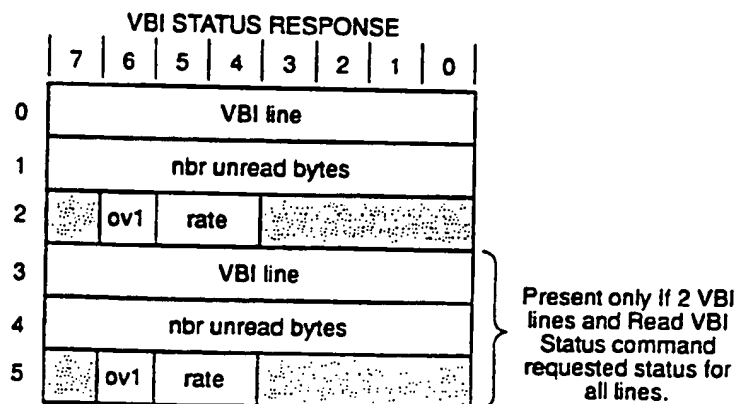 VBI STATUS RESPONSE
7 6 5 4 3 2 1 0
0 VBI line
1 nbr unread bytes
2 ov1 rate
3 VBI line
4 nbr unread bytes
5 ov1 rate
Present only If 2 VBI
lines and Read VBI
Status command
requested status for
all lines.